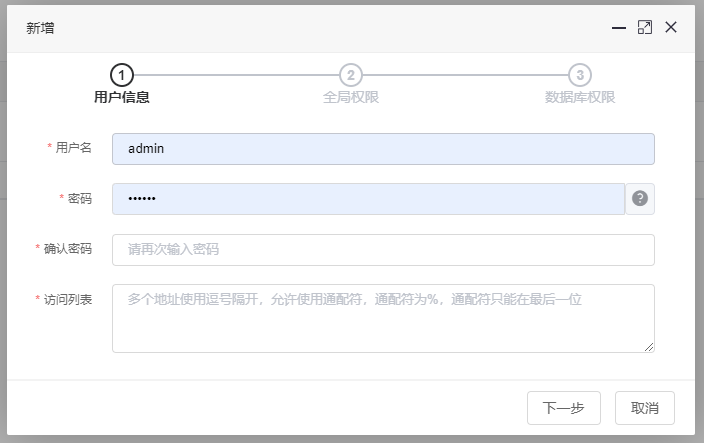 新增
1 2 3
用户信息 全局权限 数据库权限
* 用户名 admin
* 密码 •••••• ?
* 确认密码 请再次输入密码
* 访问列表 多个地址使用逗号隔开，允许使用通配符，通配符为%，通配符只能在最后一位
下一步 取消